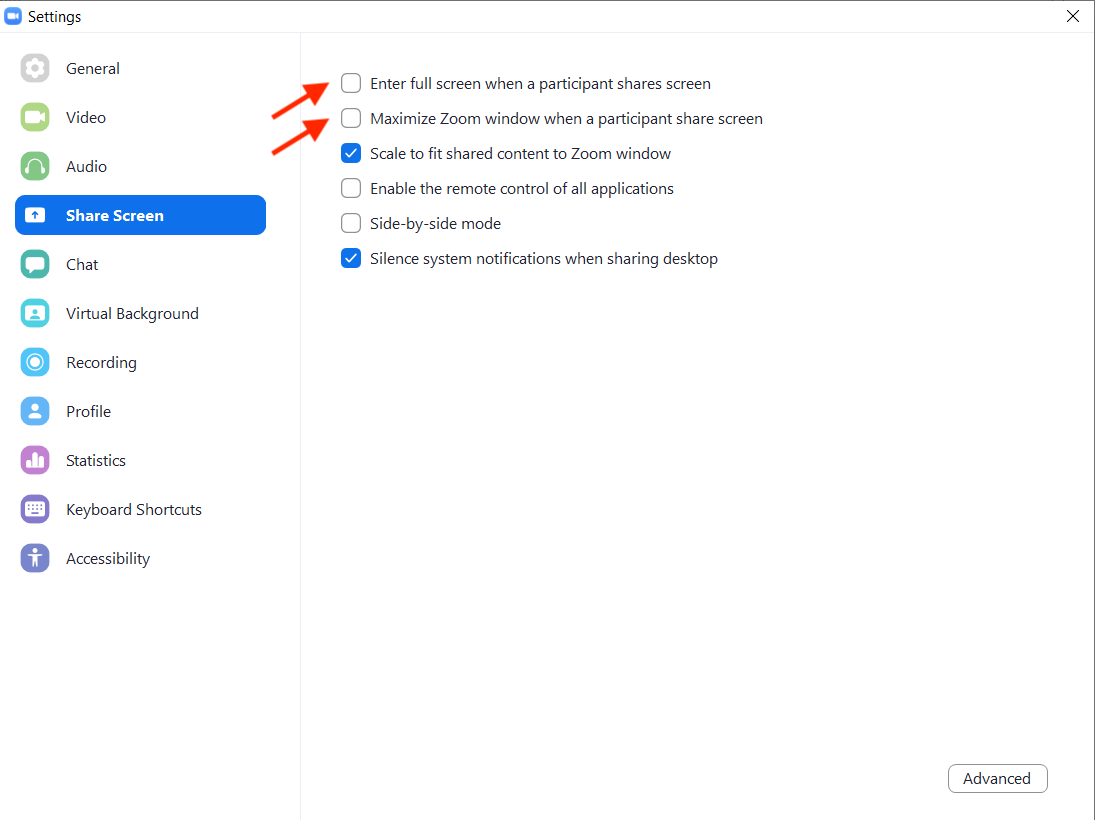 Settings
General
Video
Audio
Share Screen
Chat
Virtual Background
Recording
Profile
Statistics
Keyboard Shortcuts
Accessibility
Enter full screen when a participant shares screen
Maximize Zoom window when a participant share screen
Scale to fit shared content to Zoom window
Enable the remote control of all applications
Side-by-side mode
Silence system notifications when sharing desktop
Advanced